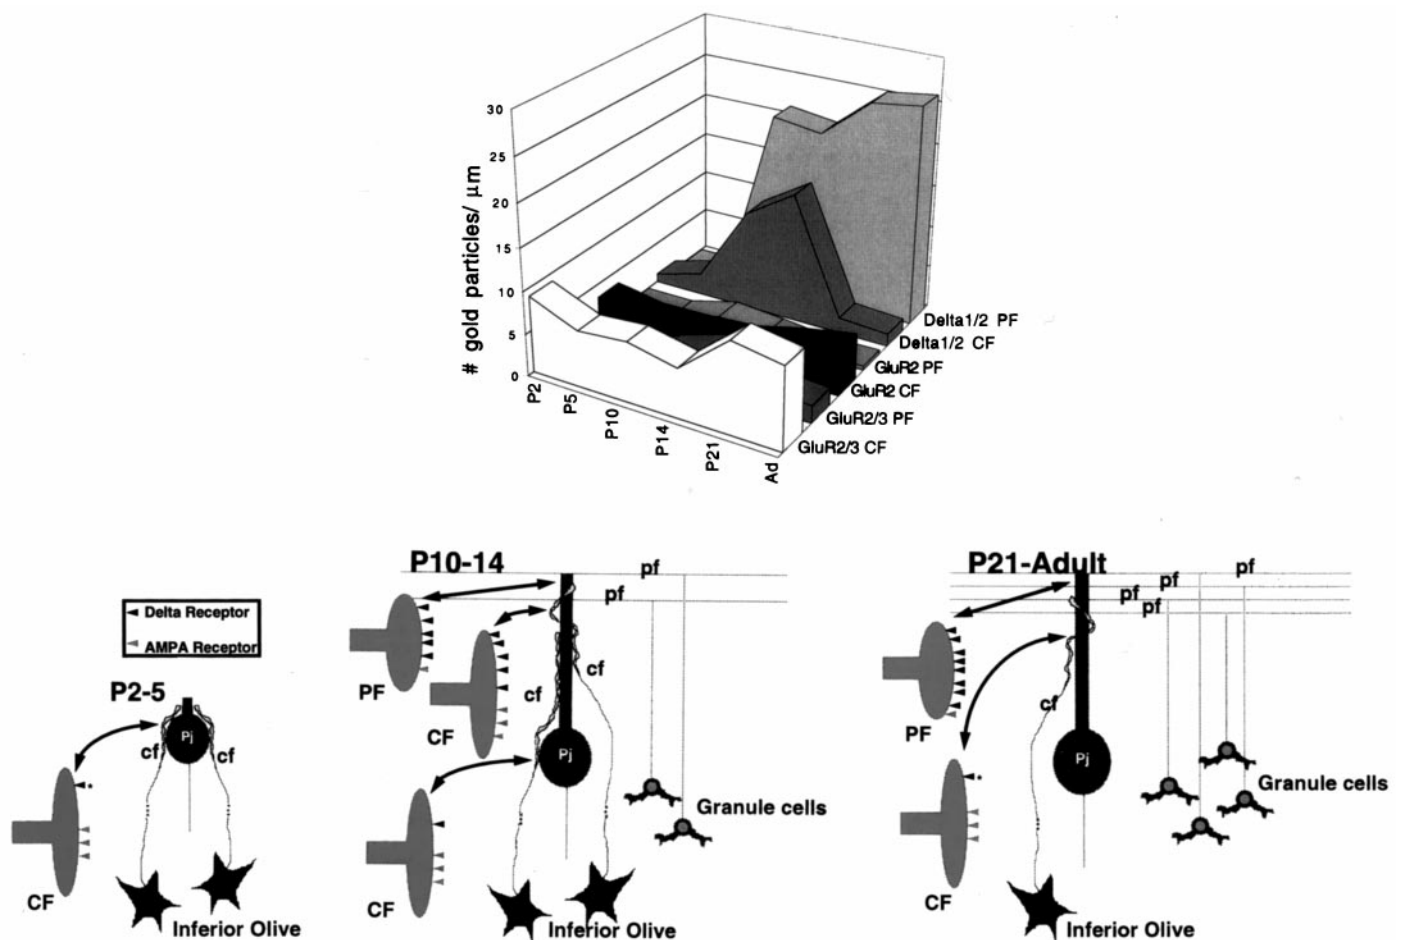 30
25
20
15
10
5
0
# gold particles/ μm
P2
P5
P10
P14
P21
Ad
Delta1/2 PF
Delta1/2 CF
GluR2 PF
GluR2 CF
GluR2/3 PF
GluR2/3 CF
Delta Receptor
AMPA Receptor
P2-5
Pj
cf
cf
CF
Inferior Olive
P10-14
pf
pf
PF
cf
cf
CF
Pj
CF
Granule cells
Inferior Olive
P21-Adult
pf
pf
pf
pf
PF
cf
Pj
CF
Granule cells
Inferior Olive